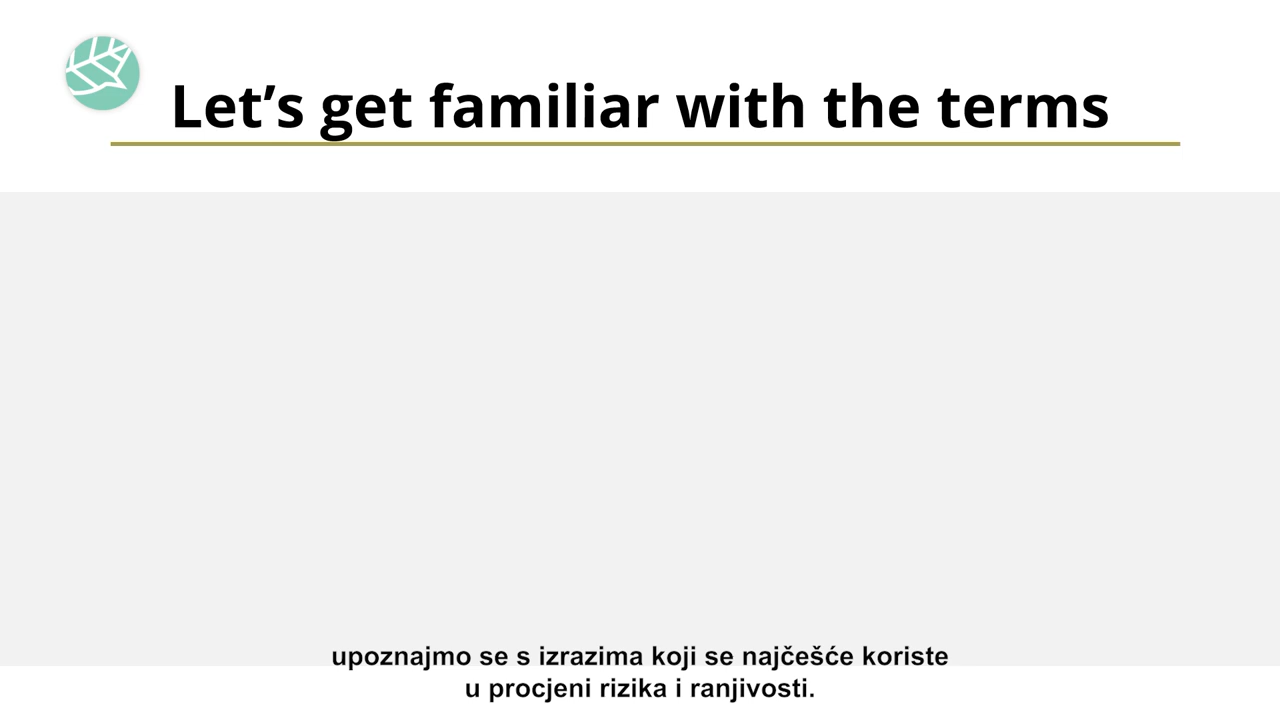 Let’s get familiar with the terms
upoznajmo se s izrazima koji se najčešće koriste
u procjeni rizika i ranjivosti.